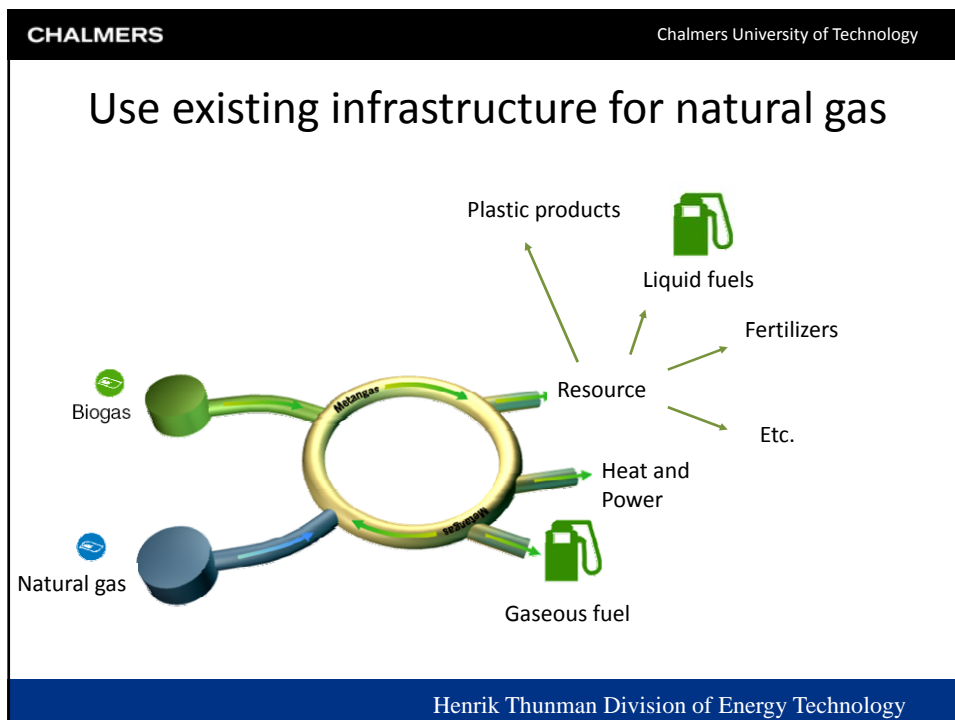 CHALMERS
Chalmers University of Technology
Use existing infrastructure for natural gas
Plastic products
Liquid fuels
Fertilizers
Biogas
Metangas
Resource
Etc.
Heat and
Power
Metangas
Natural gas
Gaseous fuel
Henrik Thunman Division of Energy Technology